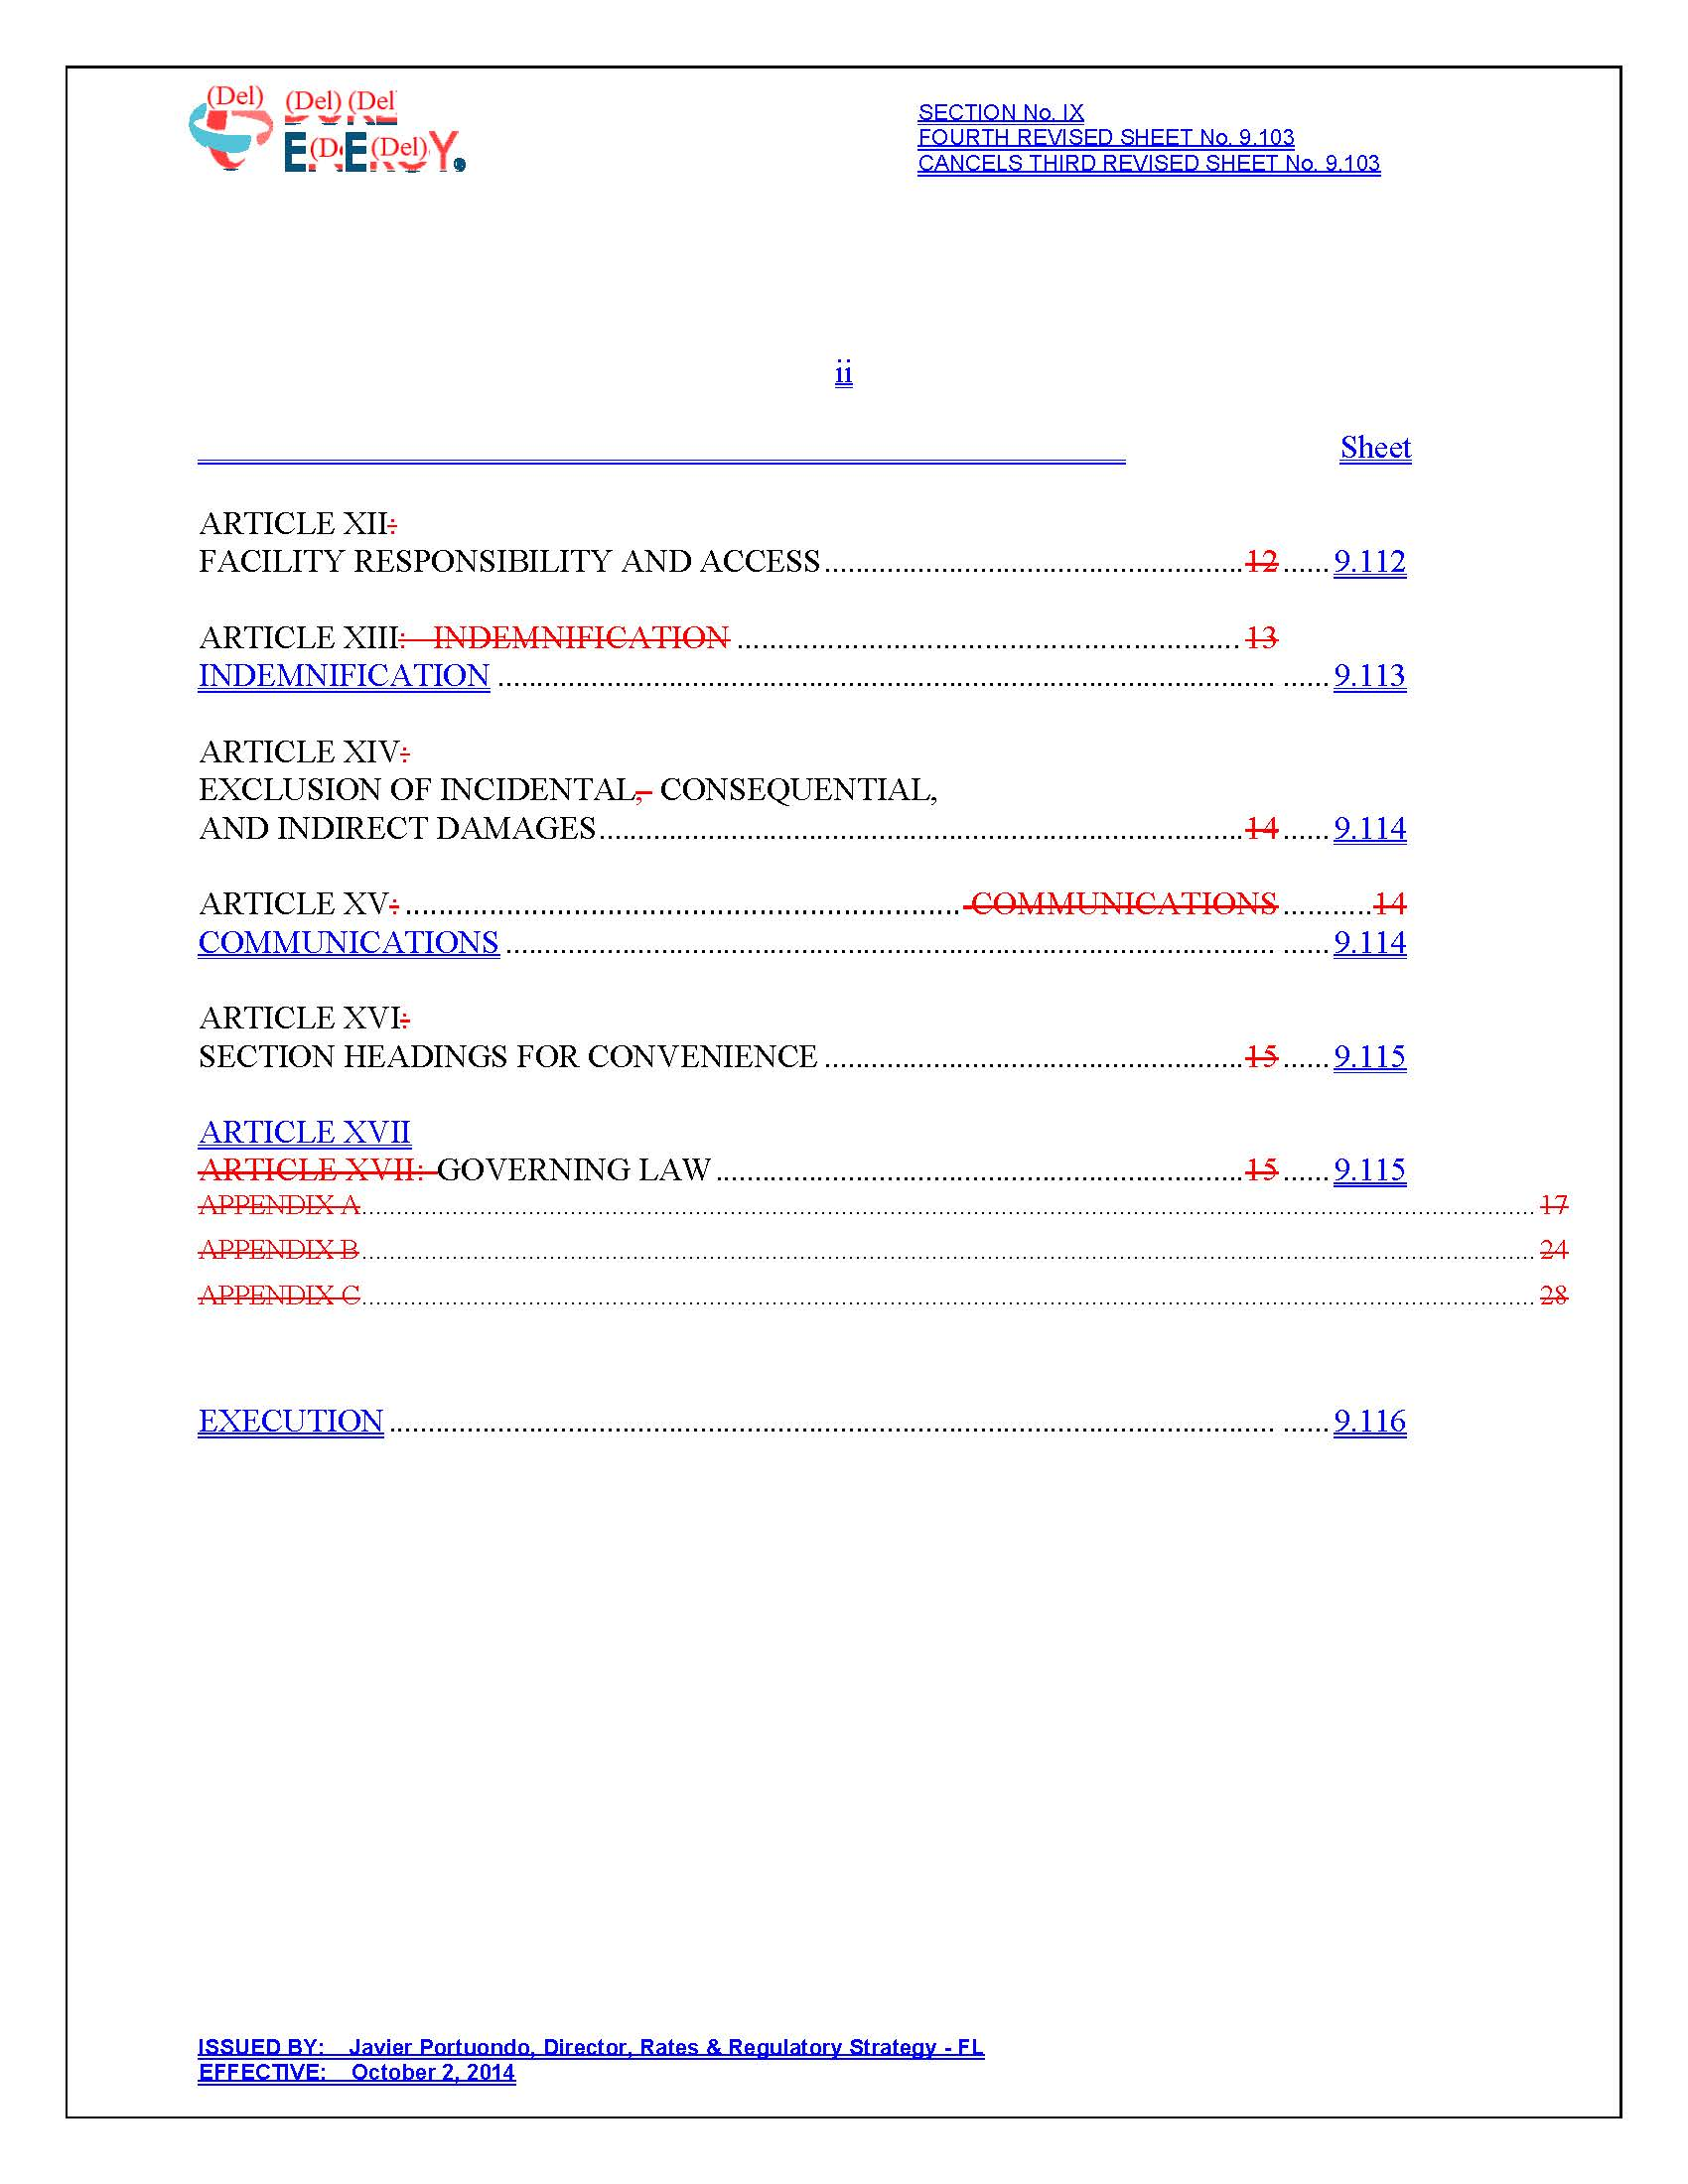 (Del) (Del) (Del
E (De E (Del) Y.
SECTION No. IX
FOURTH REVISED SHEET No. 9.103
CANCELS THIRD REVISED SHEET No. 9.103
ii
Sheet
ARTICLE XII:
FACILITY RESPONSIBILITY AND ACCESS 12 9.112
ARTICLE XIII: INDEMNIFICATION 13
INDEMNIFICATION 9.113
ARTICLE XIV:
EXCLUSION OF INCIDENTAL, CONSEQUENTIAL,
AND INDIRECT DAMAGES 14 9.114
ARTICLE XV: COMMUNICATIONS 14
COMMUNICATIONS 9.114
ARTICLE XVI:
SECTION HEADINGS FOR CONVENIENCE 15 9.115
ARTICLE XVII
ARTICLE XVII: GOVERNING LAW 15 9.115
APPENDIX A 17
APPENDIX B 24
APPENDIX C 28
EXECUTION 9.116
ISSUED BY: Javier Portuondo, Director, Rates & Regulatory Strategy - FL
EFFECTIVE: October 2, 2014